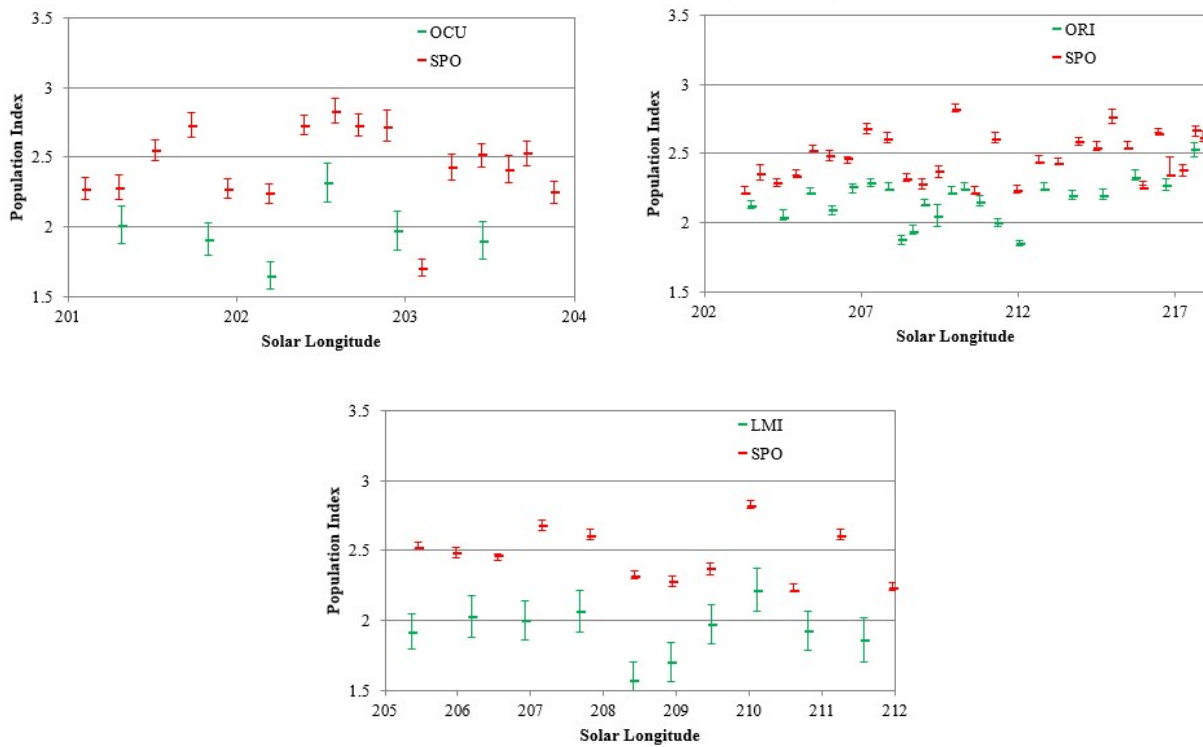 3.5
3
2.5
2
1.5
Population Index
OCU
SPO
201
202
203
204
Solar Longitude
3.5
3
2.5
2
1.5
Population Index
ORI
SPO
202
207
212
217
Solar Longitude
3.5
3
2.5
2
1.5
Population Index
LMI
SPO
205
206
207
208
209
210
211
212
Solar Longitude